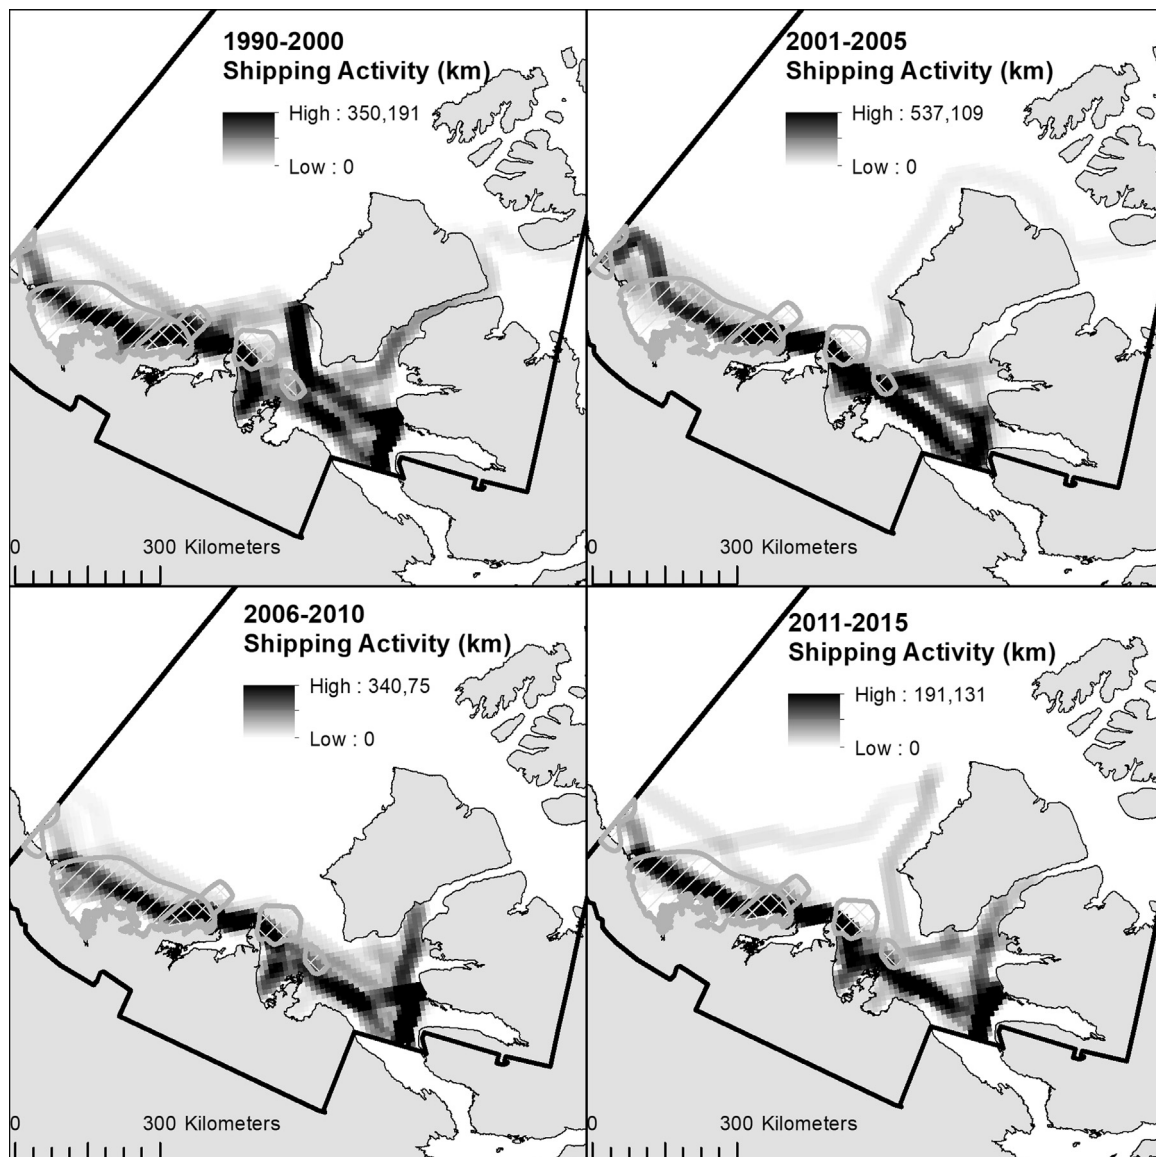 1990-2000
Shipping Activity (km)
High : 350,191
Low : 0
0 300 Kilometers
2001-2005
Shipping Activity (km)
High : 537,109
Low : 0
0 300 Kilometers
2006-2010
Shipping Activity (km)
High : 340,75
Low : 0
0 300 Kilometers
2011-2015
Shipping Activity (km)
High : 191,131
Low : 0
0 300 Kilometers